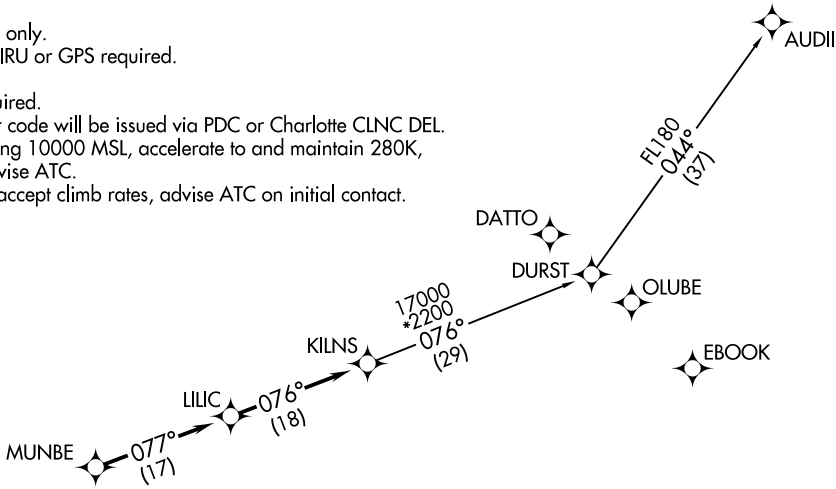 only.
IRU or GPS required.
uired.
code will be issued via PDC or Charlotte CLNC DEL.
ng 10000 MSL, accelerate to and maintain 280K,
vise ATC.
accept climb rates, advise ATC on initial contact.
AUDII
FL180
044°
(37)
DATTO
DURST
OLUBE
17000
*2200
076°
(29)
KILNS
EBOOK
LILIC
076°
(18)
MUNBE
077°
(17)